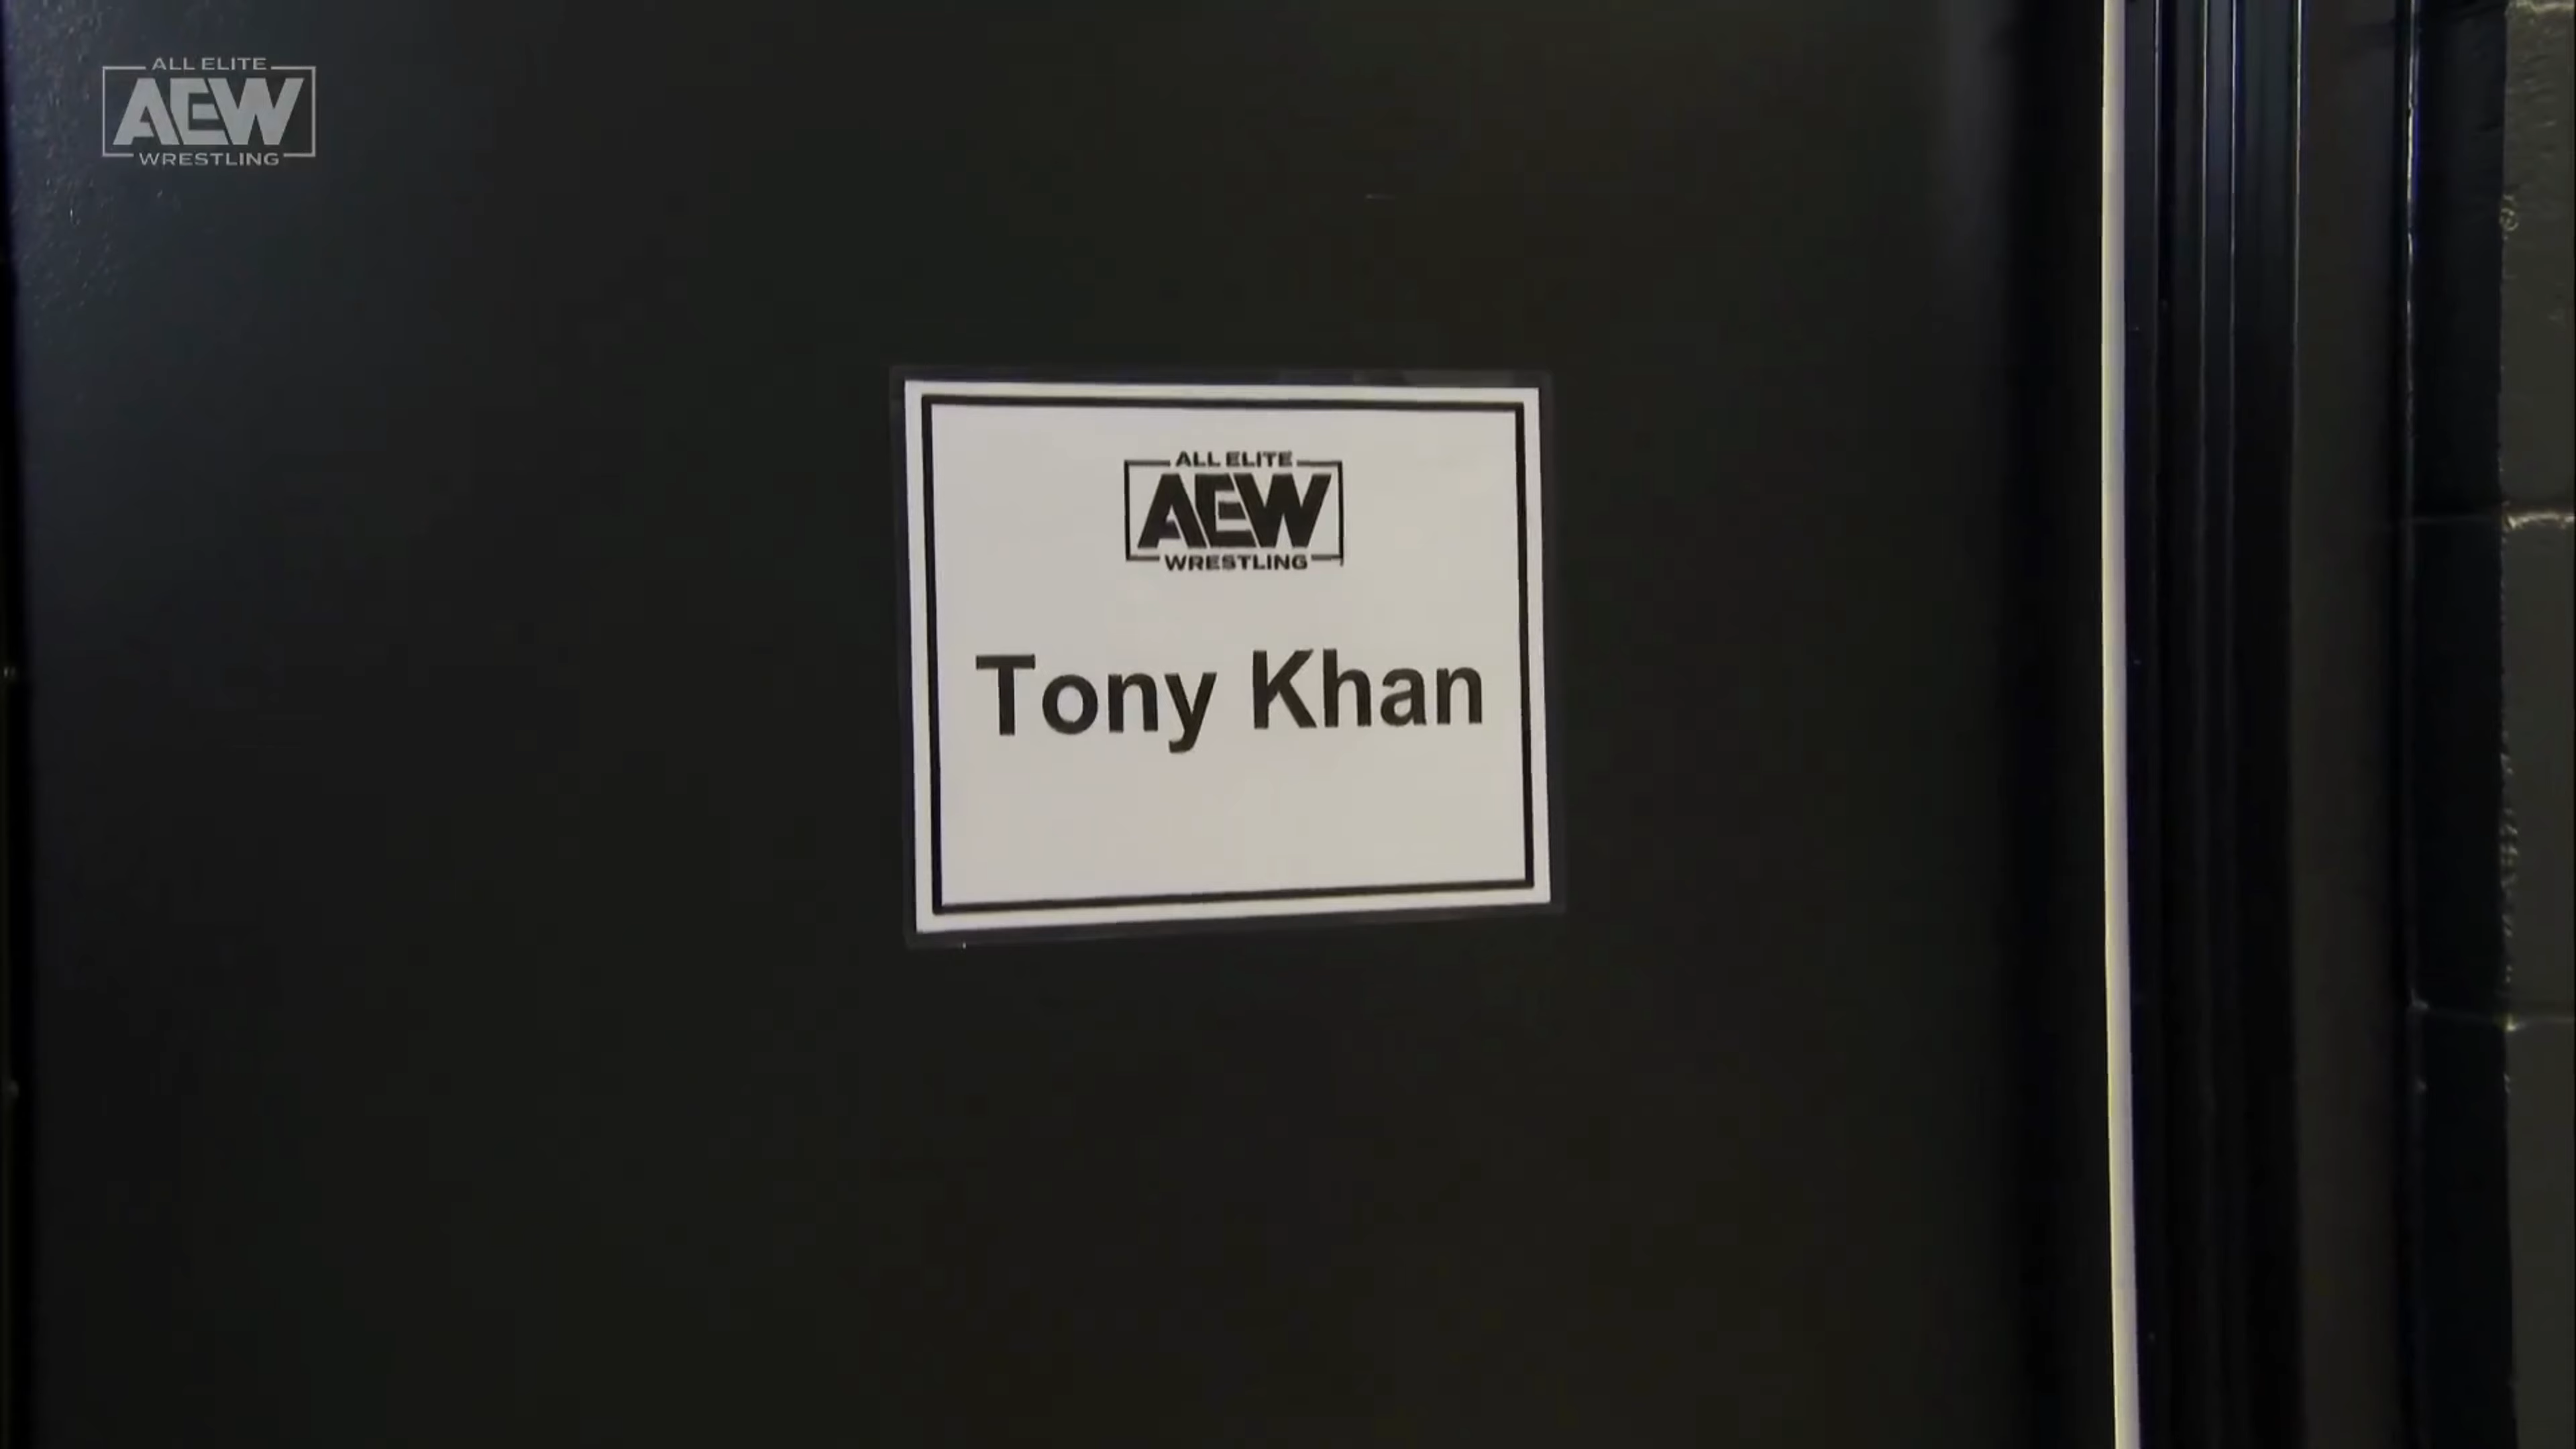 ALL ELITE
AEW
WRESTLING
ALL ELITE
AEW
WRESTLING
Tony Khan